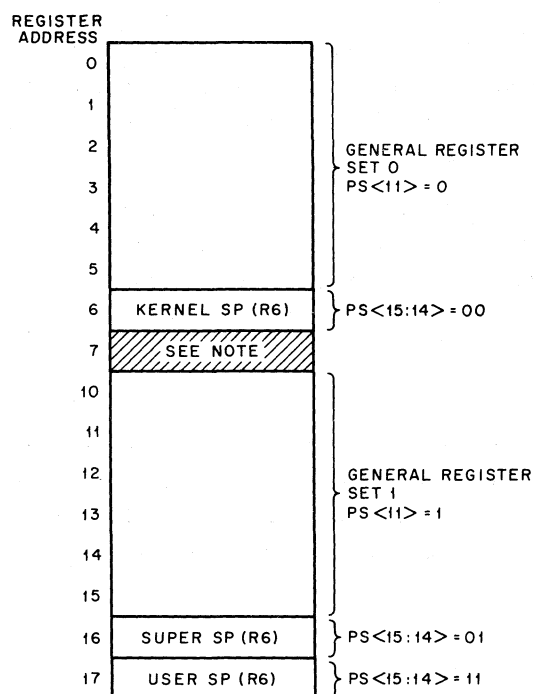 REGISTER
ADDRESS
0
1
2
3
4
5
GENERAL REGISTER
SET 0
PS<11> = 0
6 KERNEL SP (R6) PS<15:14> = 00
7 SEE NOTE
10
11
12
13
14
15
GENERAL REGISTER
SET 1
PS<11> = 1
16 SUPER SP (R6) PS<15:14> = 01
17 USER SP (R6) PS<15:14> = 11